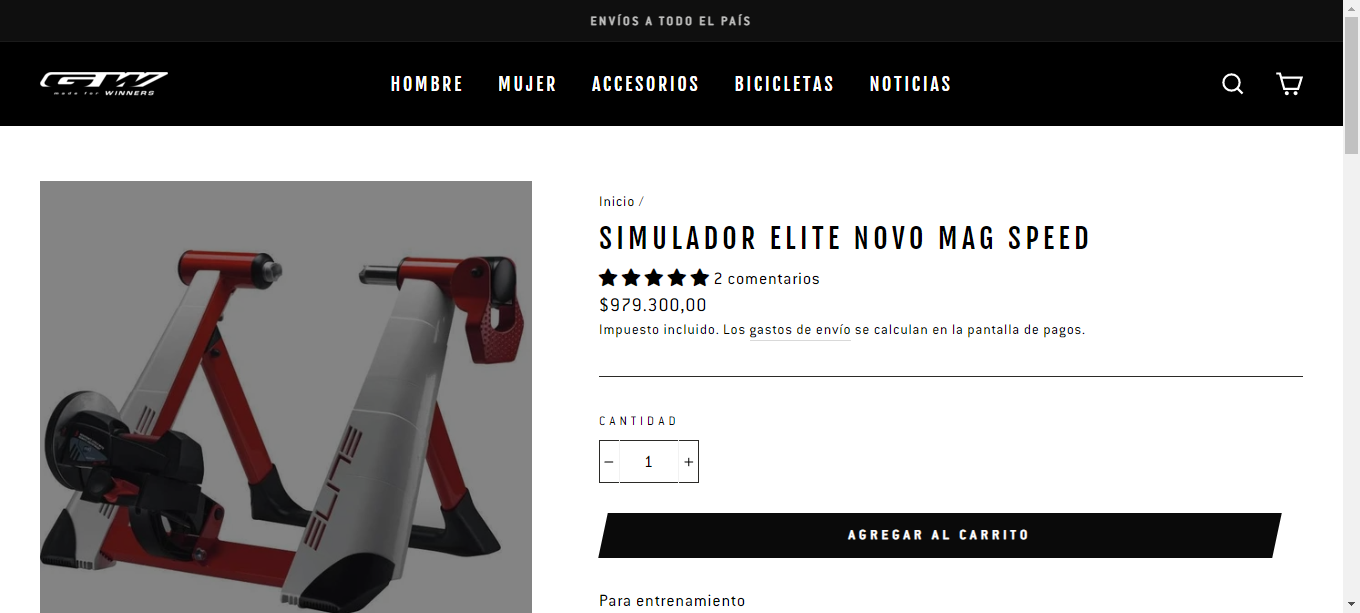 ENVÍOS A TODO EL PAÍS
GW
made for WINNERS
HOMBRE MUJER ACCESORIOS BICICLETAS NOTICIAS
Inicio /
SIMULADOR ELITE NOVO MAG SPEED
2 comentarios
$979.300,00
Impuesto incluido. Los gastos de envío se calculan en la pantalla de pagos.
CANTIDAD
− 1 +
AGREGAR AL CARRITO
Para entrenamiento
ELITE